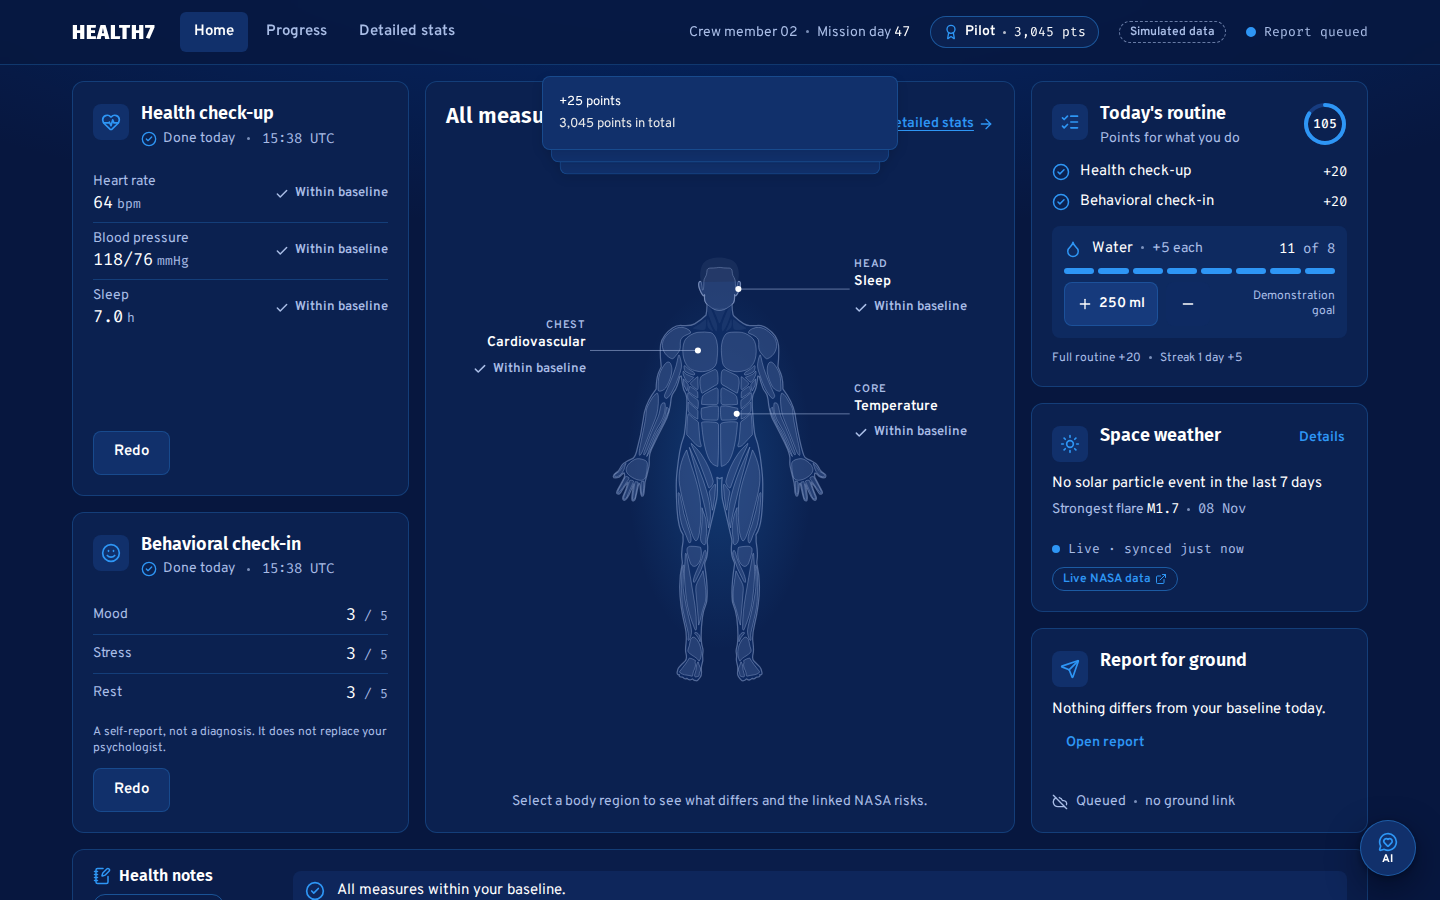 HEALTH7
Home
Progress
Detailed stats
Crew member 02 • Mission day 47
Pilot • 3,045 pts
Simulated data
Report queued
Health check-up
Done today • 15:38 UTC
Heart rate
64 bpm
Within baseline
Blood pressure
118/76 mmHg
Within baseline
Sleep
7.0 h
Within baseline
Redo
Behavioral check-in
Done today • 15:38 UTC
Mood
3 / 5
Stress
3 / 5
Rest
3 / 5
A self-report, not a diagnosis. It does not replace your
psychologist.
Redo
All measu
+25 points
3,045 points in total
etailed stats
HEAD
Sleep
Within baseline
CHEST
Cardiovascular
Within baseline
CORE
Temperature
Within baseline
Select a body region to see what differs and the linked NASA risks.
Today's routine
Points for what you do
105
Health check-up
+20
Behavioral check-in
+20
Water • +5 each
11 of 8
+ 250 ml
−
Demonstration
goal
Full routine +20 • Streak 1 day +5
Space weather
Details
No solar particle event in the last 7 days
Strongest flare M1.7 • 08 Nov
Live · synced just now
Live NASA data
Report for ground
Nothing differs from your baseline today.
Open report
Queued • no ground link
AI
Health notes
All measures within your baseline.